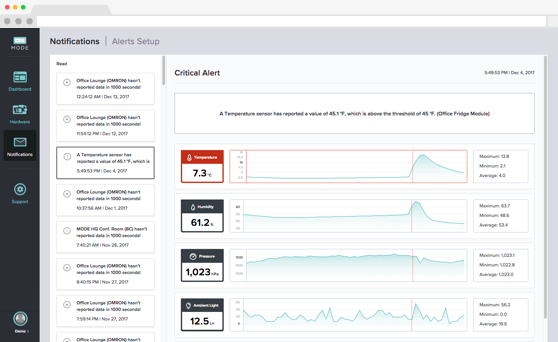 Notifications | Alerts Setup
MODE
Dashboard
Hardware
Notifications
Support
Demo
Read
Office Lounge (OMRON) hasn't
reported data in 1000 seconds!
12:24:12 AM | Dec 13, 2017
Office Lounge (OMRON) hasn't
reported data in 1000 seconds!
11:54:12 PM | Dec 12, 2017
A Temperature sensor has
reported a value of 45.1 °F, which is
5:49:53 PM | Dec 4, 2017
Office Lounge (OMRON) hasn't
reported data in 1000 seconds!
10:37:56 AM | Dec 1, 2017
MODE HQ Conf. Room (BC) hasn't
reported data in 1000 seconds!
7:40:21 AM | Nov 28, 2017
Office Lounge (OMRON) hasn't
reported data in 1000 seconds!
8:40:15 PM | Nov 27, 2017
Office Lounge (OMRON) hasn't
reported data in 1000 seconds!
7:59:14 PM | Nov 27, 2017
Office Lounge (OMRON) hasn't
Critical Alert
5:49:53 PM | Dec 4, 2017
A Temperature sensor has reported a value of 45.1 °F, which is above the threshold of 45 °F. (Office Fridge Module)
Temperature
7.3 °C
Maximum: 13.8
Minimum: 2.1
Average: 4.0
Humidity
61.2 %
Maximum: 63.7
Minimum: 48.6
Average: 53.4
Pressure
1,023 hPa
Maximum: 1,023.1
Minimum: 1,022.8
Average: 1,023.0
Ambient Light
12.5 Lx
Maximum: 56.2
Minimum: 0.0
Average: 19.8